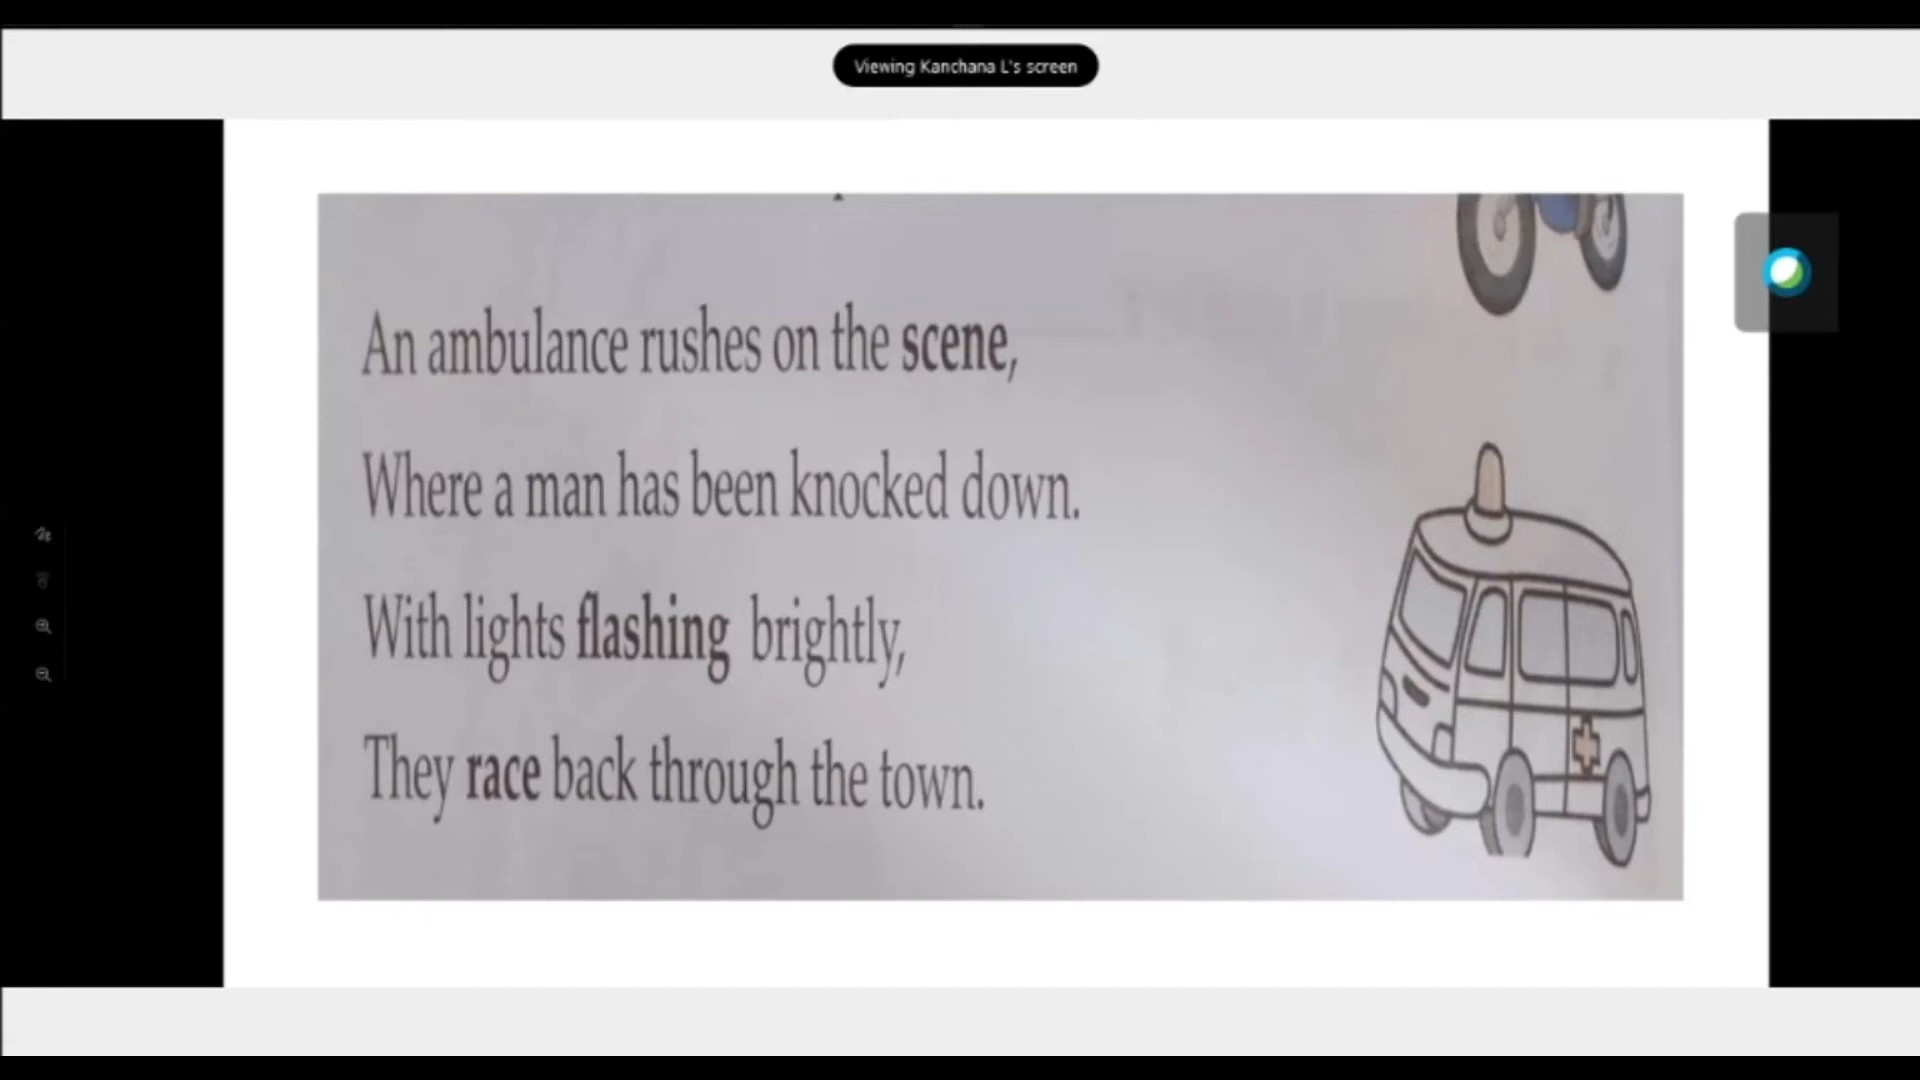 Viewing Kanchana L's screen
An ambulance rushes on the scene,
Where a man has been knocked down.
With lights flashing brightly,
They race back through the town.